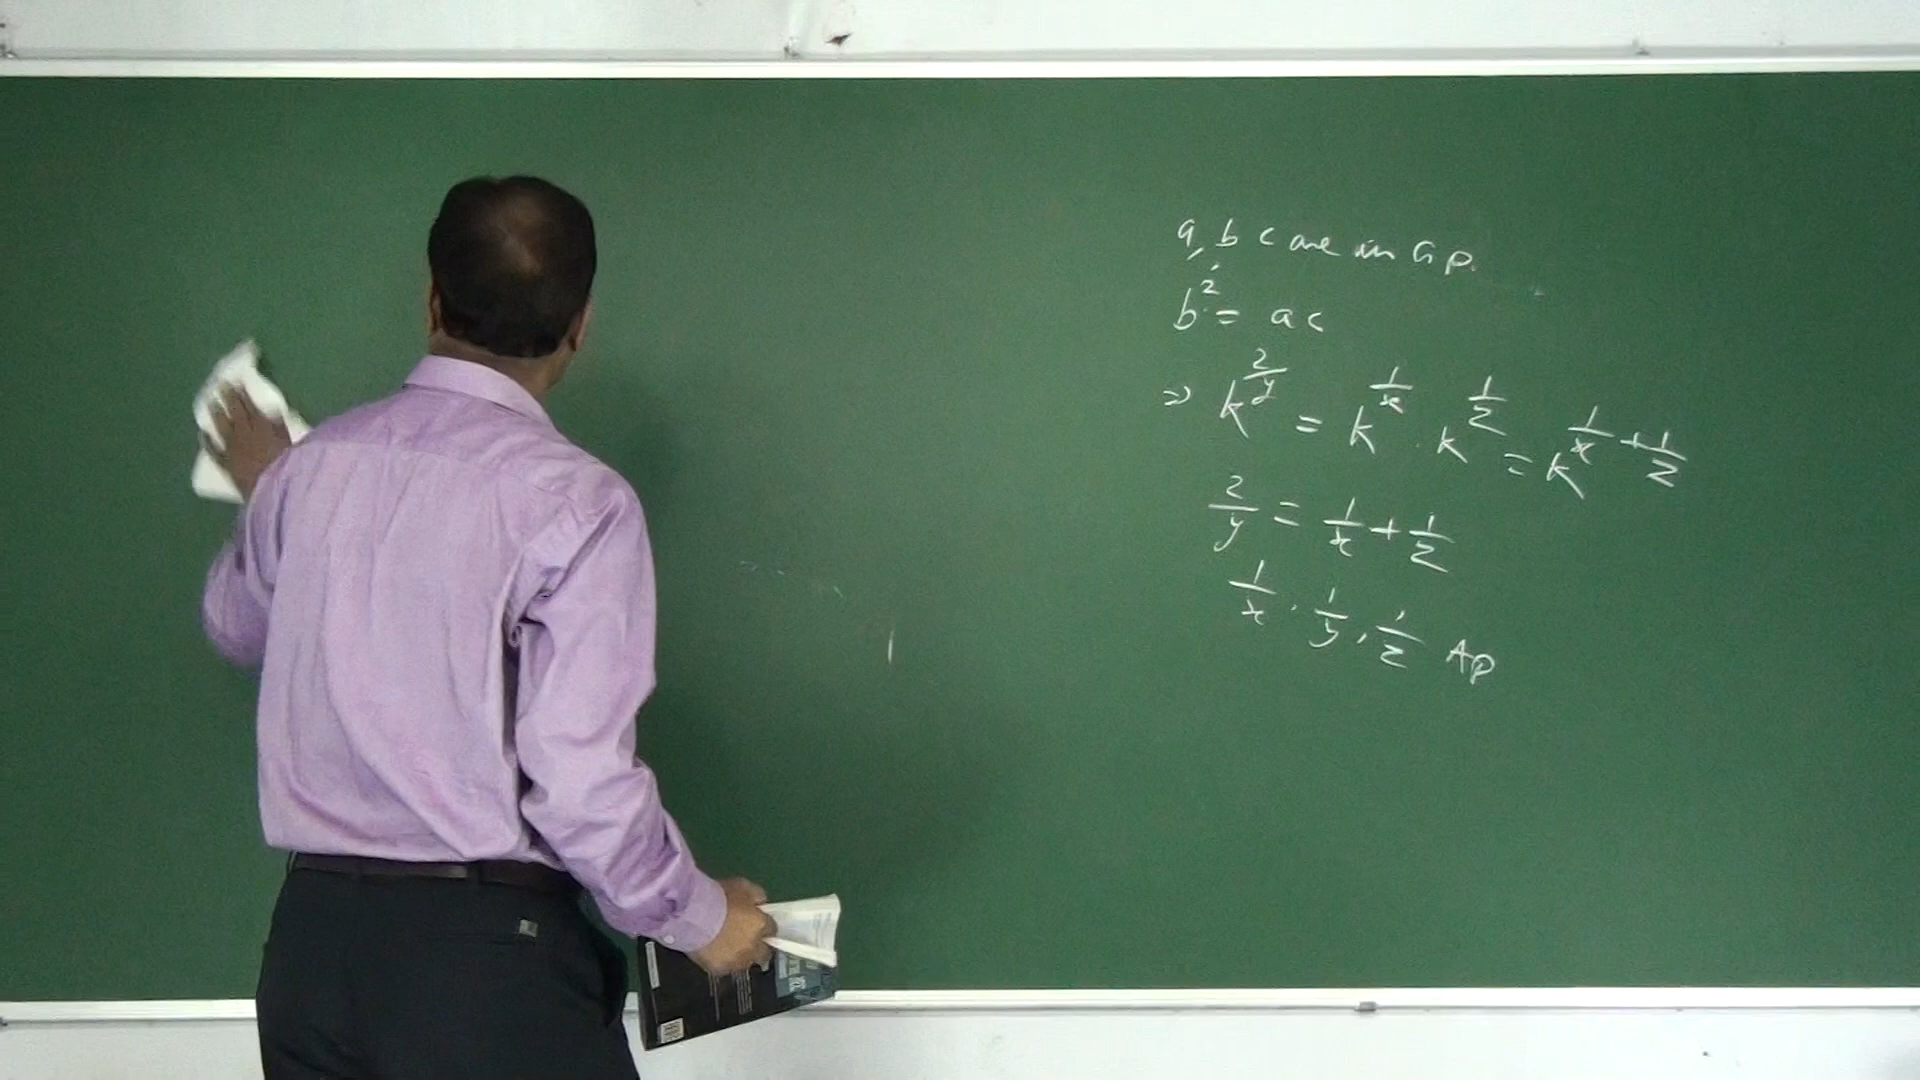 a, b, c are in G.P.
b² = ac
⇒ k^(2/y) = k^(1/x) · k^(1/z) = k^(1/x + 1/z)
2/y = 1/x + 1/z
1/x, 1/y, 1/z AP